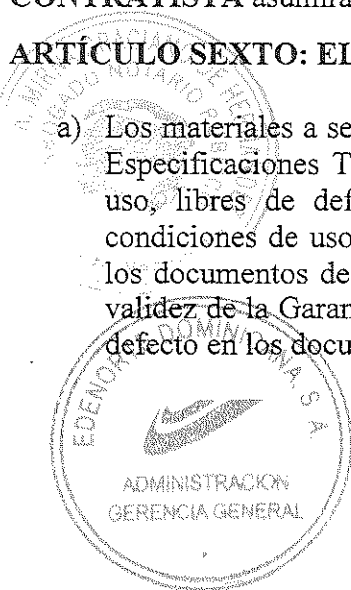 CONTRATISTA asumirá
ARTÍCULO SEXTO: EL
a) Los materiales a se
Especificaciones T
uso, libres de def
condiciones de uso
los documentos de
validez de la Garan
defecto en los docu
NOTARIO
EDENORTE DOMINICANA, S.A.
ADMINISTRACION
GERENCIA GENERAL